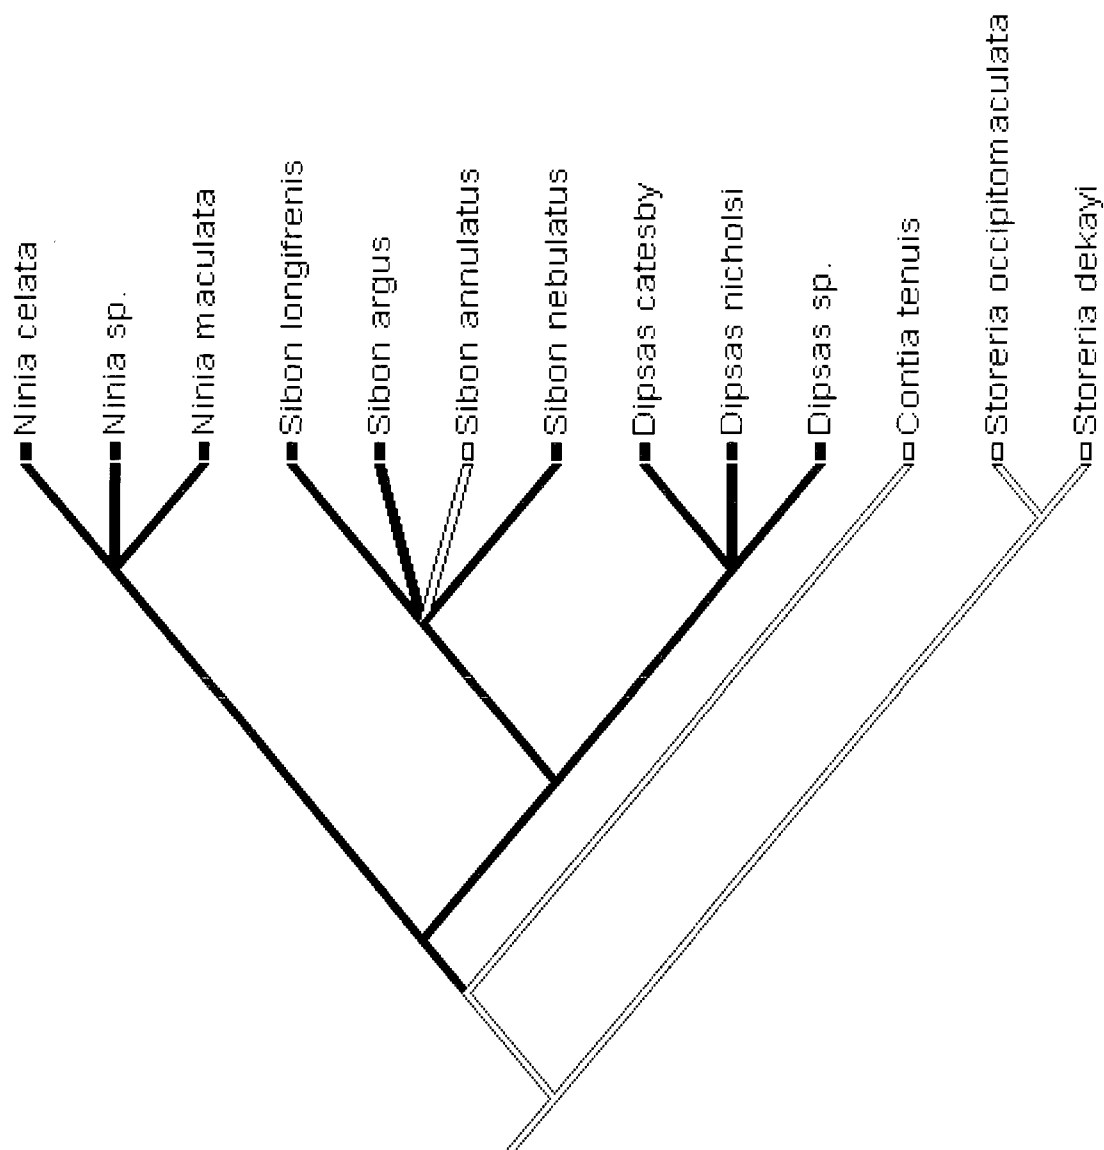 Ninia celata
Ninia sp.
Ninia maculata
Sibon longifrenis
Sibon argus
Sibon annulatus
Sibon nebulatus
Dipsas catesby
Dipsas nicholsi
Dipsas sp.
Contia tenuis
Storeria occipitomaculata
Storeria dekayi